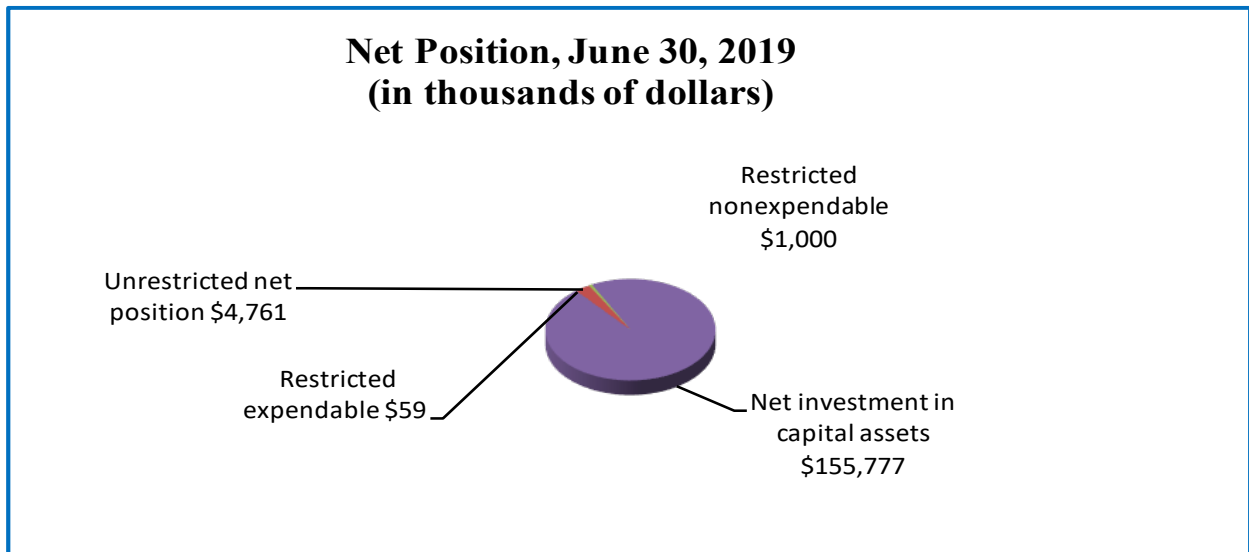 Net Position, June 30, 2019
(in thousands of dollars)
Restricted
nonexpendable
$1,000
Unrestricted net
position $4,761
Restricted
expendable $59
Net investment in
capital assets
$155,777